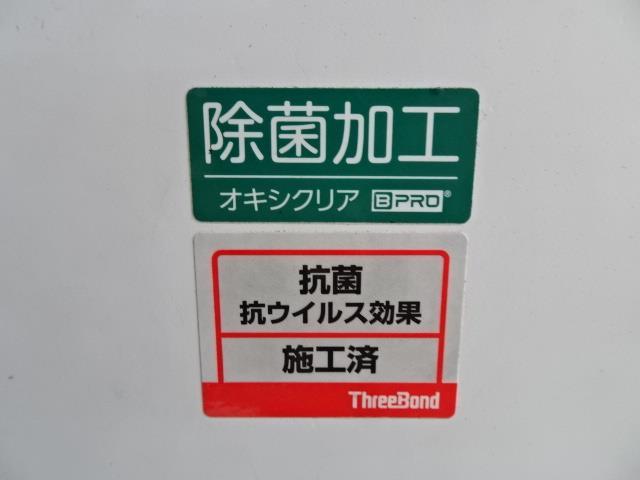 除菌加工
オキシクリア BPRO®
抗菌
抗ウイルス効果
施工済
ThreeBond